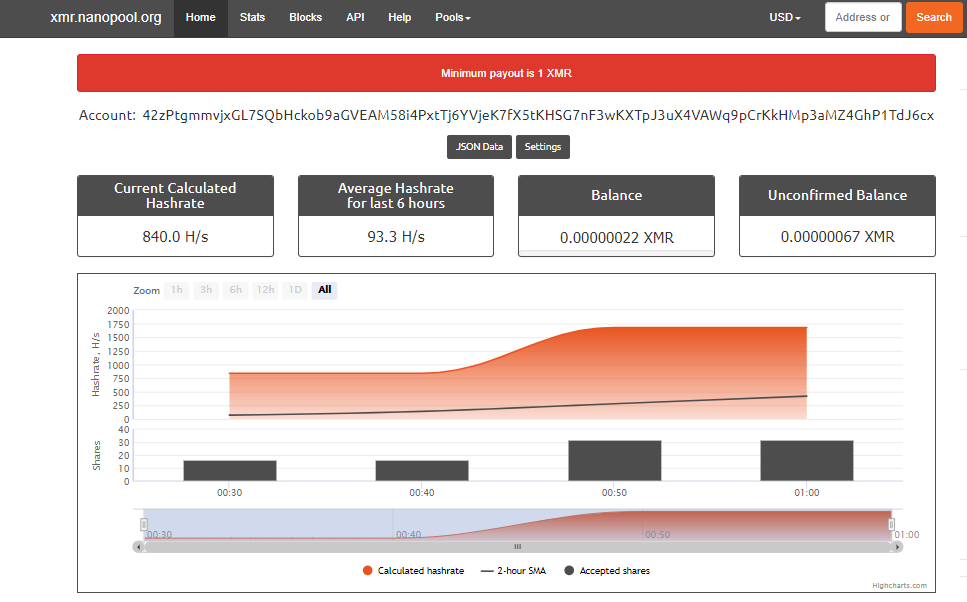 xmr.nanopool.org Home Stats Blocks API Help Pools USD Address or Search
Minimum payout is 1 XMR
Account: 42zPtgmmvjxGL7SQbHckob9aGVEAM58i4PxtTj6YVjeK7fX5tKHSG7nF3wKXTpJ3uX4VAWq9pCrKkHMp3aMZ4GhP1TdJ6cx
JSON Data Settings
Current Calculated
Hashrate
840.0 H/s
Average Hashrate
for last 6 hours
93.3 H/s
Balance
0.00000022 XMR
Unconfirmed Balance
0.00000067 XMR
Zoom 1h 3h 6h 12h 1D All
Hashrate, H/s
2000
1750
1500
1250
1000
750
500
250
0
Shares
40
30
20
10
0
00:30 00:40 00:50 01:00
00:30 00:40 00:50 01:00
Calculated hashrate 2-hour SMA Accepted shares
Highcharts.com